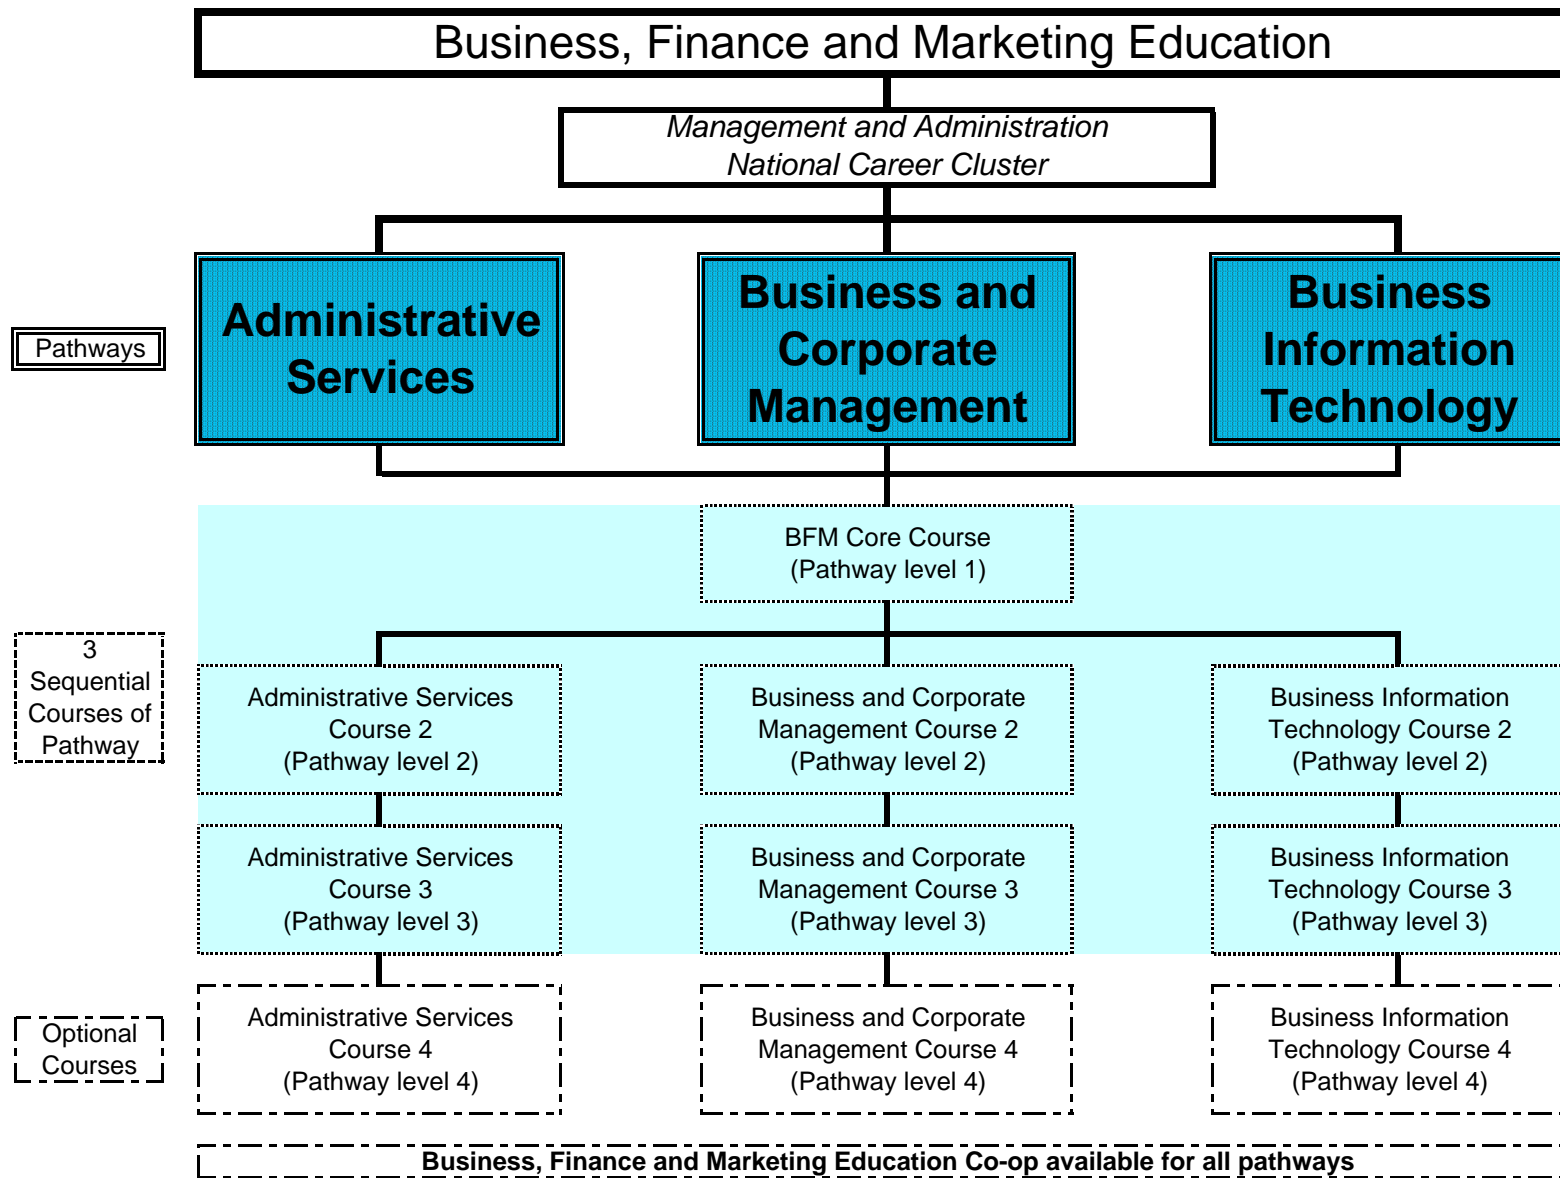 Business, Finance and Marketing Education
Management and Administration
National Career Cluster
Pathways
Administrative
Services
Business and
Corporate
Management
Business
Information
Technology
BFM Core Course
(Pathway level 1)
3
Sequential
Courses of
Pathway
Administrative Services
Course 2
(Pathway level 2)
Business and Corporate
Management Course 2
(Pathway level 2)
Business Information
Technology Course 2
(Pathway level 2)
Administrative Services
Course 3
(Pathway level 3)
Business and Corporate
Management Course 3
(Pathway level 3)
Business Information
Technology Course 3
(Pathway level 3)
Optional
Courses
Administrative Services
Course 4
(Pathway level 4)
Business and Corporate
Management Course 4
(Pathway level 4)
Business Information
Technology Course 4
(Pathway level 4)
Business, Finance and Marketing Education Co-op available for all pathways